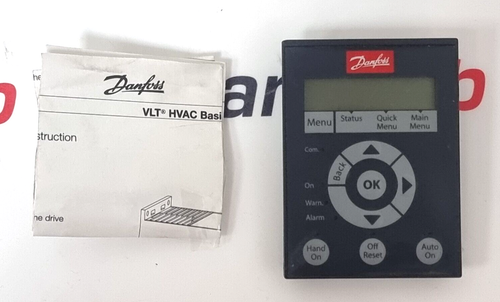 Danfoss
VLT® HVAC Basi
struction
ne drive
Danfoss
Menu
Status
Quick Menu
Main Menu
Com.
Back
OK
On
Warn.
Alarm
Hand On
Off Reset
Auto On